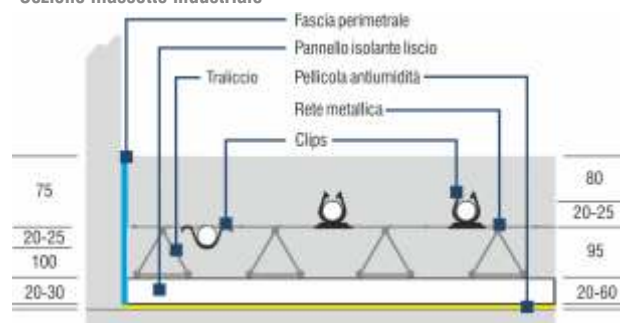 Sezione massetto industriale
Fascia perimetrale
Pannello isolante liscio
Traliccio
Pellicola antiumidità
Rete metallica
Clips
75
80
20-25
20-25
100
95
20-30
20-60